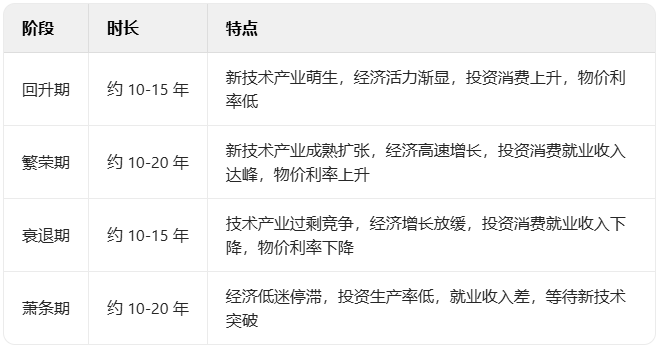 阶段 时长 特点
回升期 约 10-15 年 新技术产业萌生，经济活力渐显，投资消费上升，物价利
率低
繁荣期 约 10-20 年 新技术产业成熟扩张，经济高速增长，投资消费就业收入
达峰，物价利率上升
衰退期 约 10-15 年 技术产业过剩竞争，经济增长放缓，投资消费就业收入下
降，物价利率下降
萧条期 约 10-20 年 经济低迷停滞，投资生产率低，就业收入差，等待新技术
突破